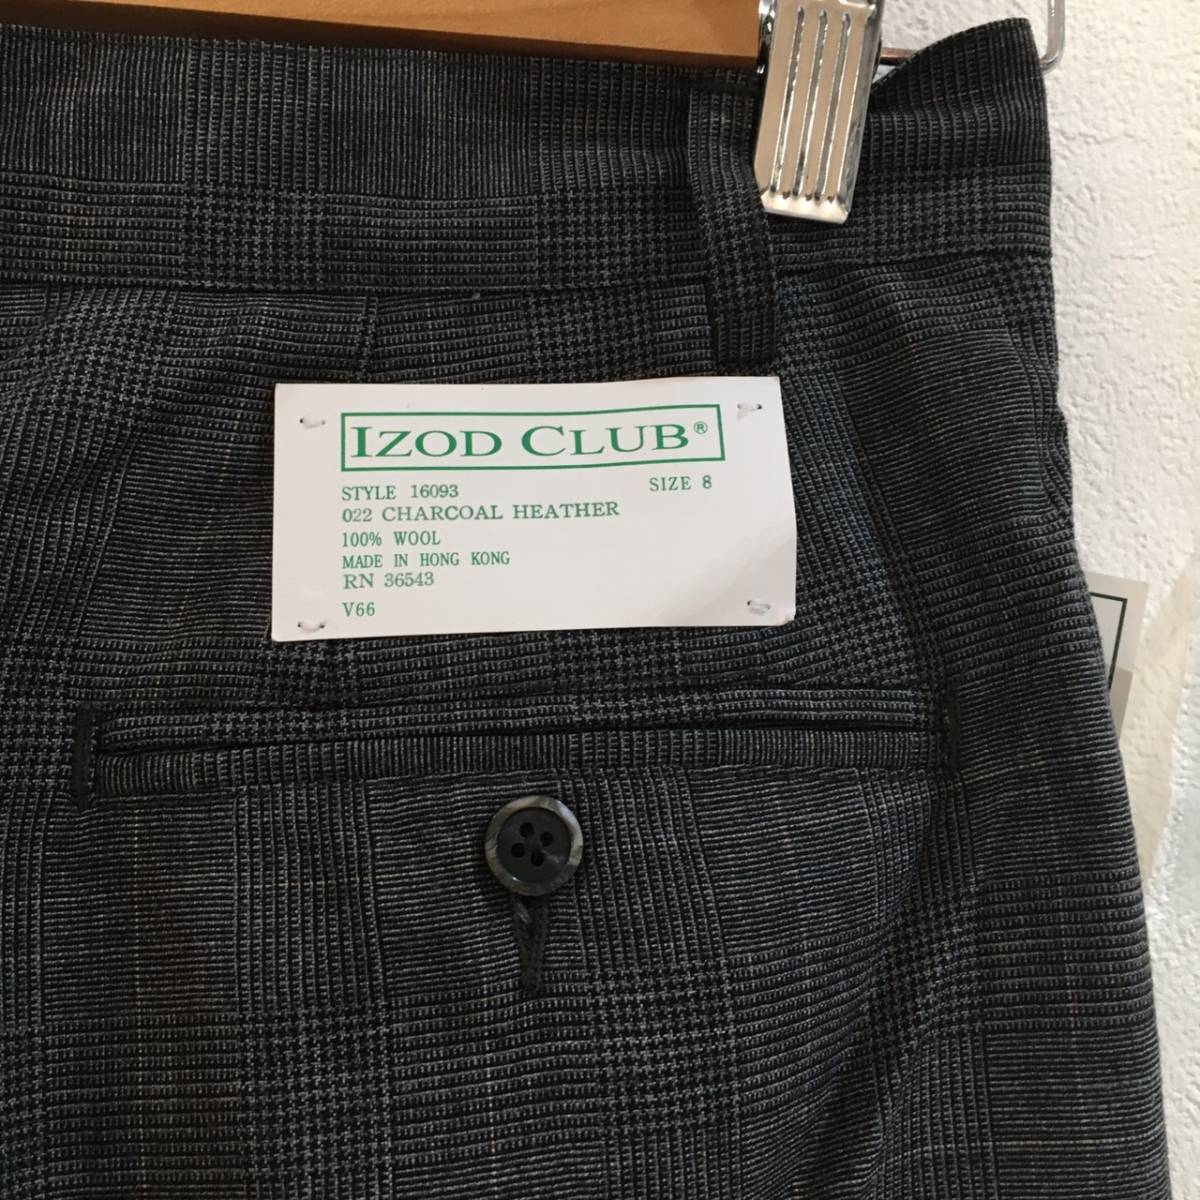 IZOD CLUB®
STYLE 16093 SIZE 8
022 CHARCOAL HEATHER
100% WOOL
MADE IN HONG KONG
RN 36543
V66